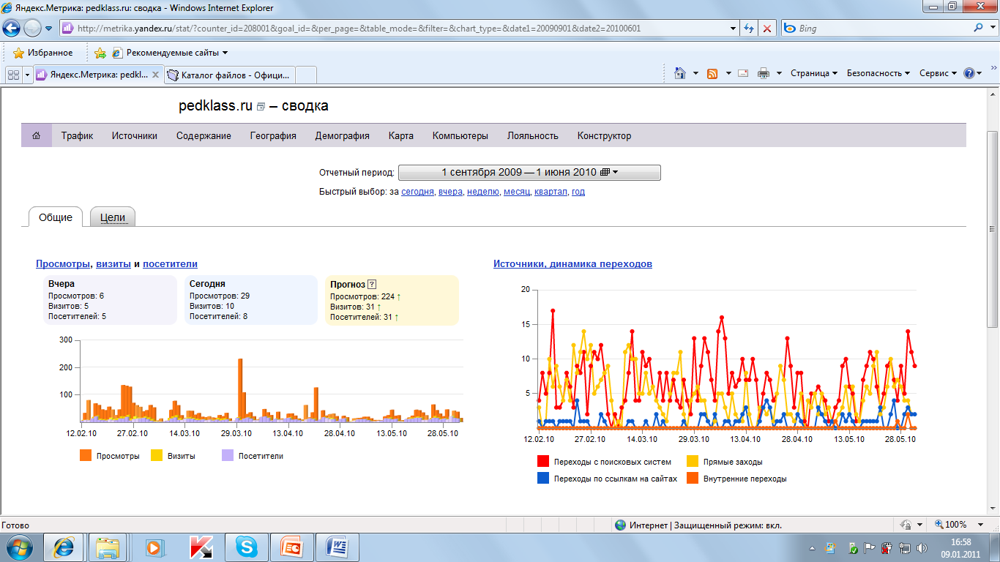 Яндекс.Метрика: pedklass.ru: сводка - Windows Internet Explorer
http://metrika.yandex.ru/stat/?counter_id=208001&goal_id=&per_page=&table_mode=&filter=&chart_type=&date1=20090901&date2=20100601
Bing
Избранное
Рекомендуемые сайты
Яндекс.Метрика: pedkl...
Каталог файлов - Офици...
Страница
Безопасность
Сервис
pedklass.ru – сводка
Трафик Источники Содержание География Демография Карта Компьютеры Лояльность Конструктор
Отчетный период: 1 сентября 2009 — 1 июня 2010
Быстрый выбор: за сегодня, вчера, неделю, месяц, квартал, год
Общие Цели
Просмотры, визиты и посетители
Вчера
Просмотров: 6
Визитов: 5
Посетителей: 5
Сегодня
Просмотров: 29
Визитов: 10
Посетителей: 8
Прогноз ?
Просмотров: 224 ↑
Визитов: 31 ↑
Посетителей: 31 ↑
300
200
100
12.02.10 27.02.10 14.03.10 29.03.10 13.04.10 28.04.10 13.05.10 28.05.10
Просмотры Визиты Посетители
Источники, динамика переходов
20
15
10
5
12.02.10 27.02.10 14.03.10 29.03.10 13.04.10 28.04.10 13.05.10 28.05.10
Переходы с поисковых систем Прямые заходы
Переходы по ссылкам на сайтах Внутренние переходы
Готово
Интернет | Защищенный режим: вкл.
100%
16:58
09.01.2011